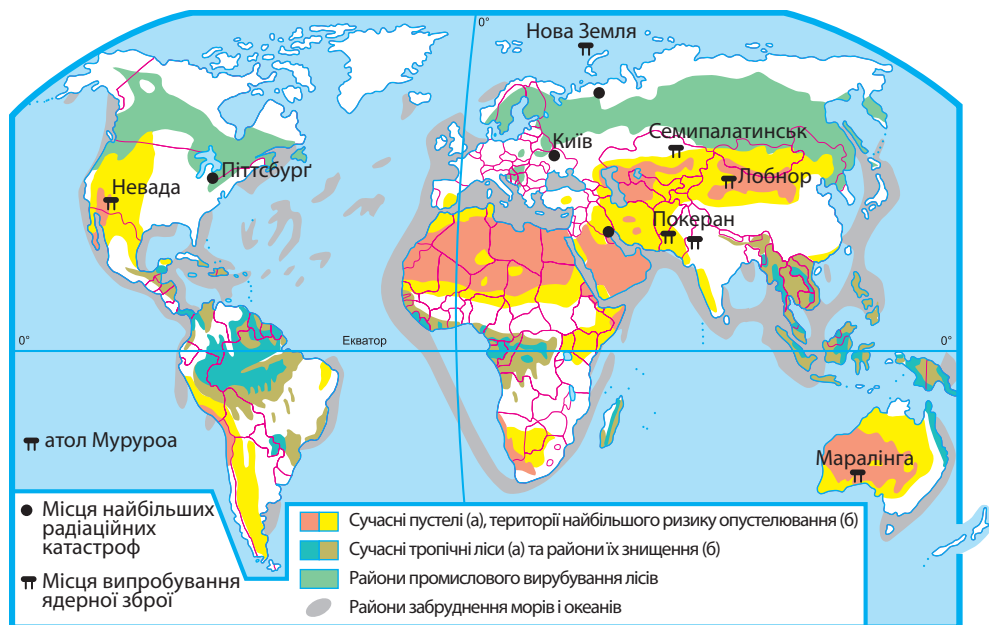 0°
Нова Земля
Київ
Семипалатинськ
Піттсбурґ
Невада
Лобнор
Покеран
0°
Екватор
0°
атол Муруроа
Маралінга
Місця найбільших
радіаційних
катастроф
Місця випробування
ядерної зброї
Сучасні пустелі (а), території найбільшого ризику опустелювання (б)
Сучасні тропічні ліси (а) та райони їх знищення (б)
Райони промислового вирубування лісів
Райони забруднення морів і океанів